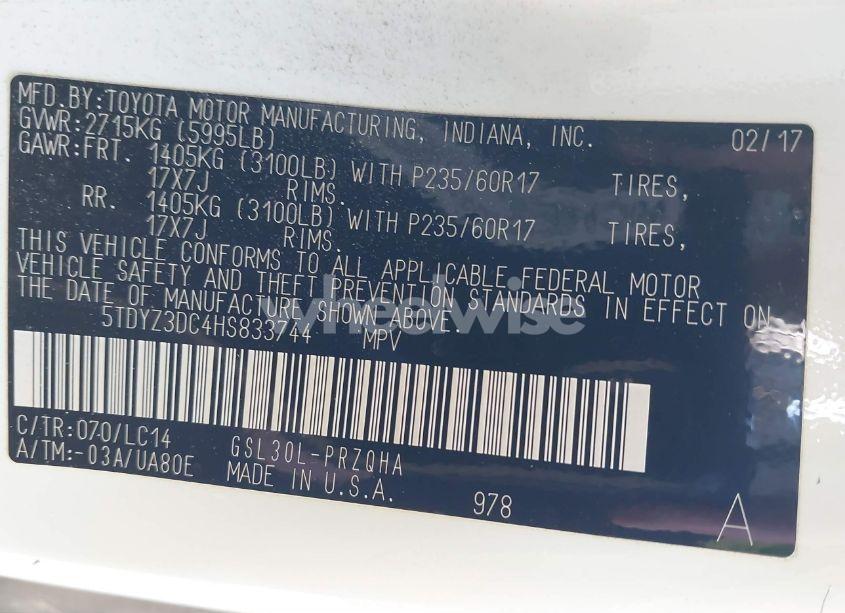 MFD.BY:TOYOTA MOTOR MANUFACTURING, INDIANA, INC. 02/17
GVWR:2715KG (5995LB)
GAWR:FRT. 1405KG (3100LB) WITH P235/60R17 TIRES,
17X7J RIMS.
RR. 1405KG (3100LB) WITH P235/60R17 TIRES,
17X7J RIMS.
THIS VEHICLE CONFORMS TO ALL APPLICABLE FEDERAL MOTOR
VEHICLE SAFETY AND THEFT PREVENTION STANDARDS IN EFFECT ON
THE DATE OF MANUFACTURE SHOWN ABOVE.
wheelwise
5TDYZ3DC4HS833744 MPV
C/TR:070/LC14 GSL30L-PRZQHA
A/TM:-03A/UA80E MADE IN U.S.A. 978 A